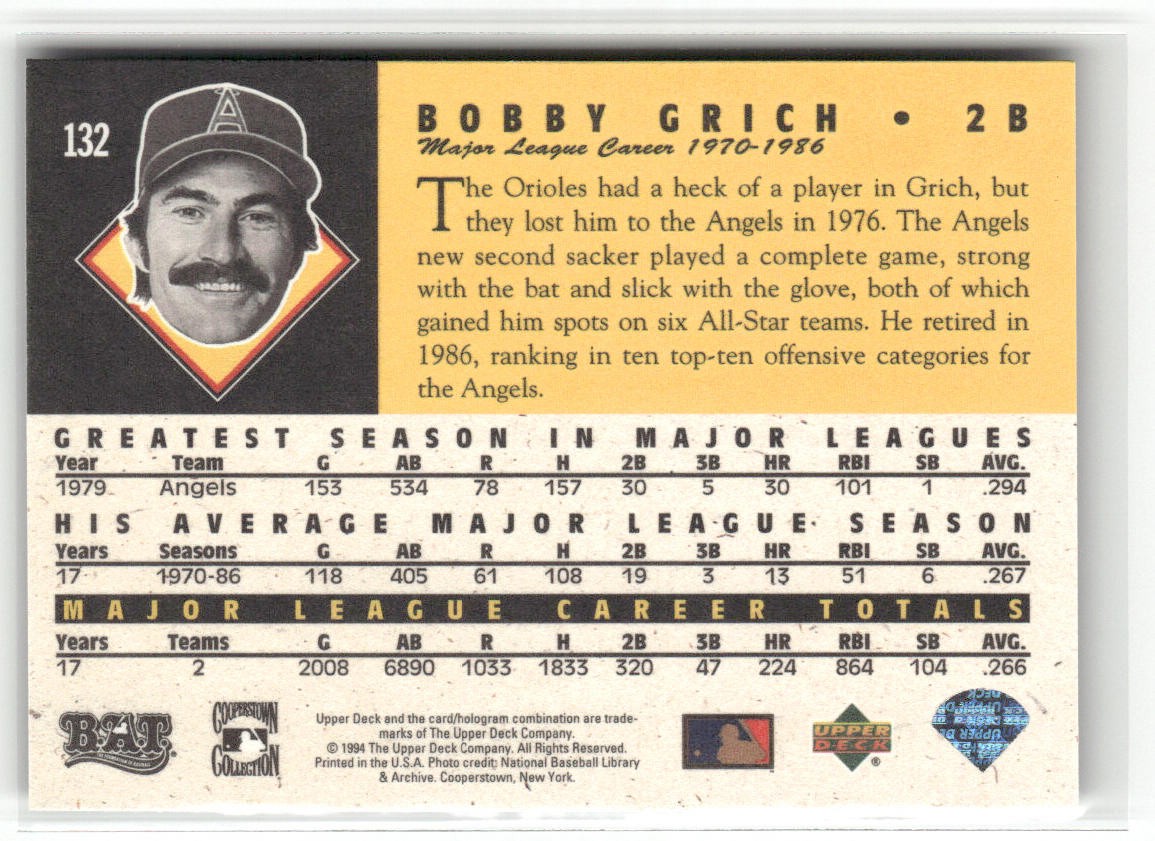 132
A
BOBBY GRICH • 2B
Major League Career 1970-1986
The Orioles had a heck of a player in Grich, but
they lost him to the Angels in 1976. The Angels
new second sacker played a complete game, strong
with the bat and slick with the glove, both of which
gained him spots on six All-Star teams. He retired in
1986, ranking in ten top-ten offensive categories for
the Angels.
GREATEST SEASON IN MAJOR LEAGUES
Year Team G AB R H 2B 3B HR RBI SB AVG.
1979 Angels 153 534 78 157 30 5 30 101 1 .294
HIS AVERAGE MAJOR LEAGUE SEASON
Years Seasons G AB R H 2B 3B HR RBI SB AVG.
17 1970-86 118 405 61 108 19 3 13 51 6 .267
MAJOR LEAGUE CAREER TOTALS
Years Teams G AB R H 2B 3B HR RBI SB AVG.
17 2 2008 6890 1033 1833 320 47 224 864 104 .266
B.A.T.
COOPERSTOWN
COLLECTION
Upper Deck and the card/hologram combination are trade-
marks of The Upper Deck Company.
© 1994 The Upper Deck Company. All Rights Reserved.
Printed in the U.S.A. Photo credit: National Baseball Library
& Archive. Cooperstown, New York.
UPPER
DECK
®
UPPER DECK